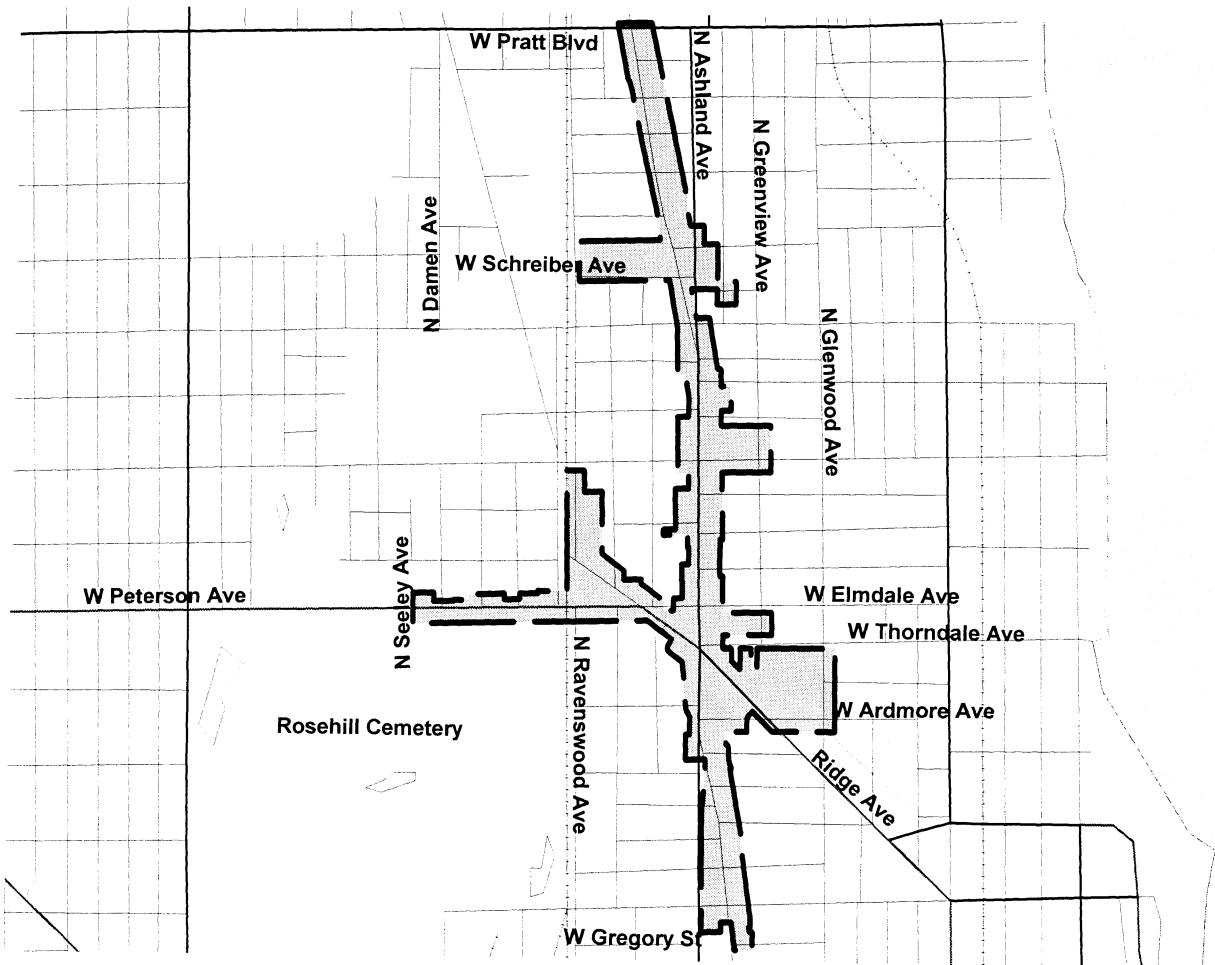 W Pratt Blvd
N Ashland Ave
N Greenview Ave
N Damen Ave
W Schreiber Ave
N Glenwood Ave
N Seeley Ave
W Peterson Ave
W Elmdale Ave
W Thorndale Ave
N Ravenswood Ave
W Ardmore Ave
Rosehill Cemetery
Ridge Ave
W Gregory St